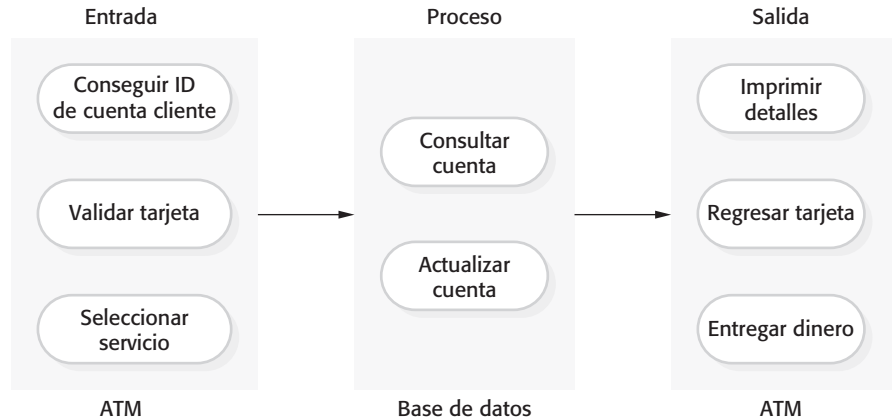 Entrada
Conseguir ID
de cuenta cliente
Validar tarjeta
Seleccionar
servicio
ATM
Proceso
Consultar
cuenta
Actualizar
cuenta
Base de datos
Salida
Imprimir
detalles
Regresar tarjeta
Entregar dinero
ATM